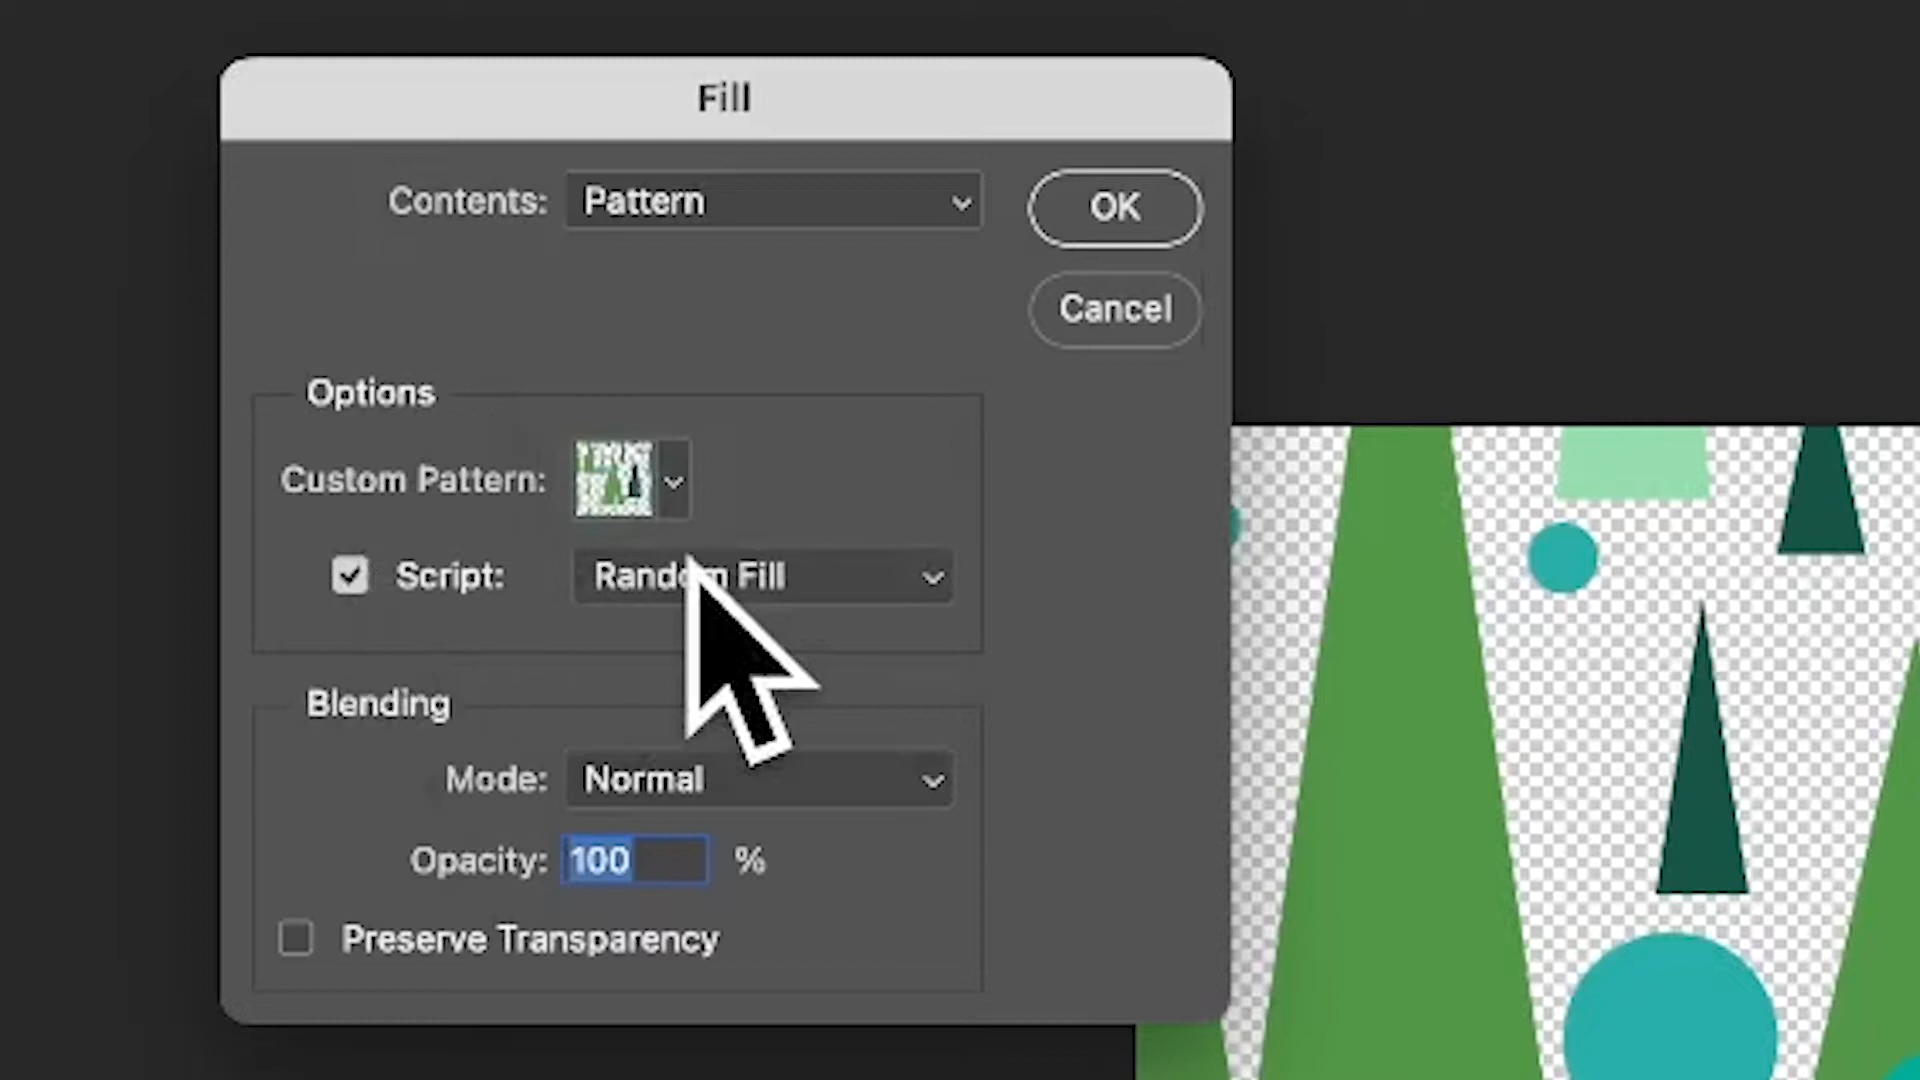 Fill
Contents: Pattern
OK
Cancel
Options
Custom Pattern:
Script: Random Fill
Blending
Mode: Normal
Opacity: 100 %
Preserve Transparency